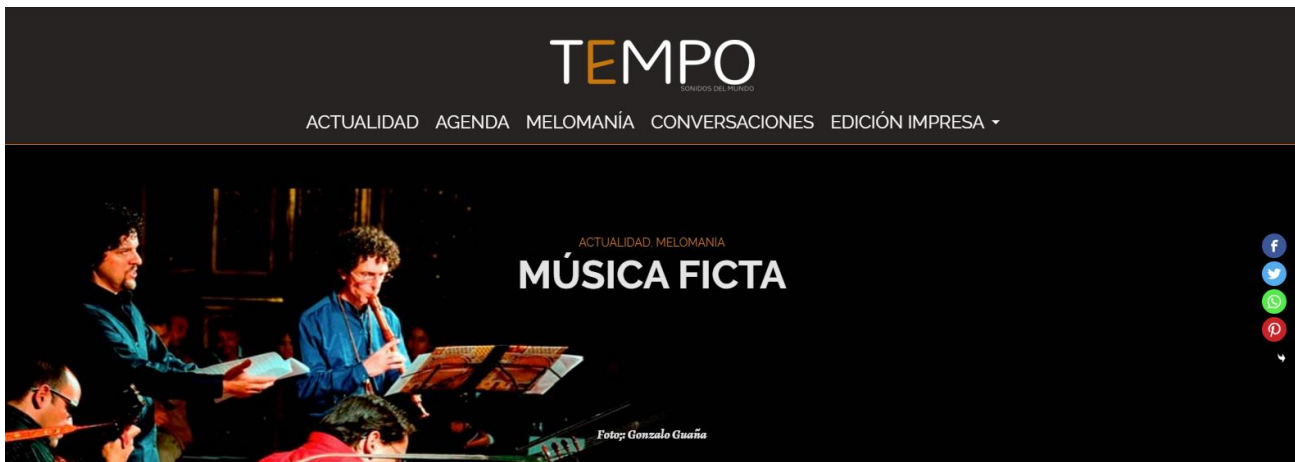 TEMPO
SONIDOS DEL MUNDO
ACTUALIDAD AGENDA MELOMANÍA CONVERSACIONES EDICIÓN IMPRESA
ACTUALIDAD, MELOMANIA
MÚSICA FICTA
Foto;: Gonzalo Guaña